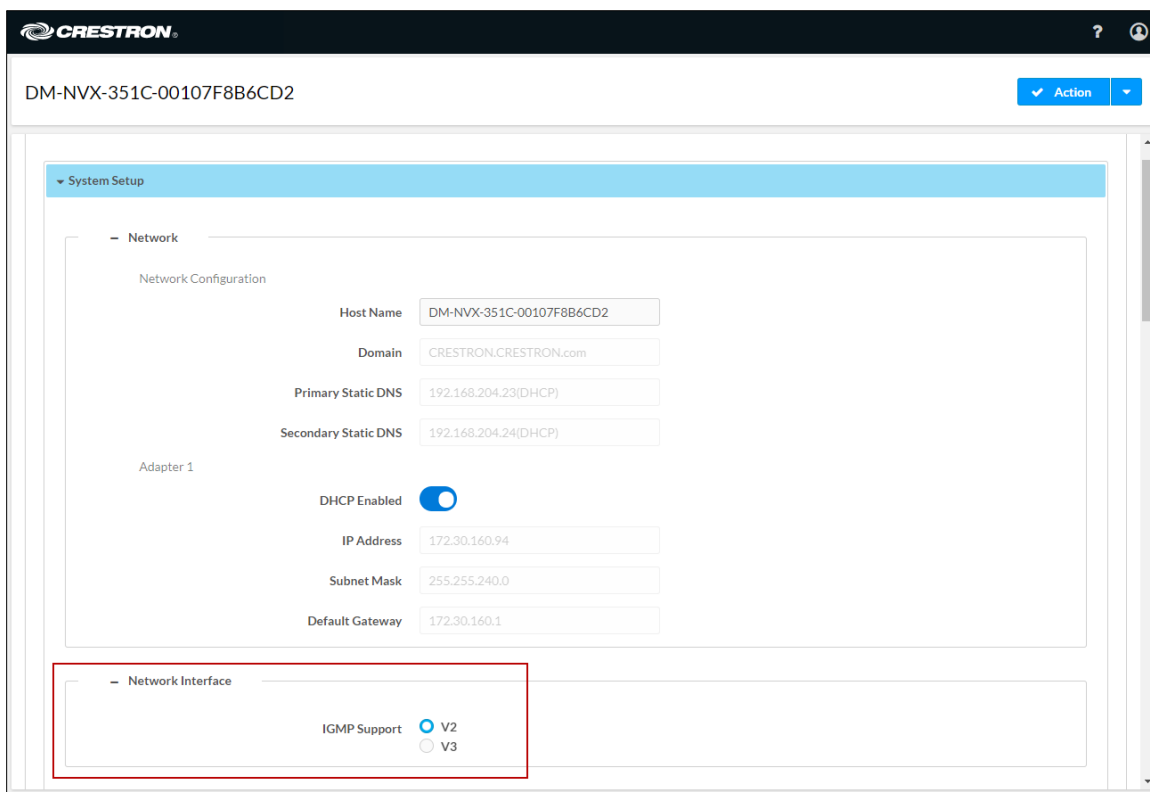 CRESTRON® ?
DM-NVX-351C-00107F8B6CD2 Action
System Setup
Network
Network Configuration
Host Name DM-NVX-351C-00107F8B6CD2
Domain CRESTRON.CRESTRON.com
Primary Static DNS 192.168.204.23(DHCP)
Secondary Static DNS 192.168.204.24(DHCP)
Adapter 1
DHCP Enabled
IP Address 172.30.160.94
Subnet Mask 255.255.240.0
Default Gateway 172.30.160.1
Network Interface
IGMP Support V2
V3